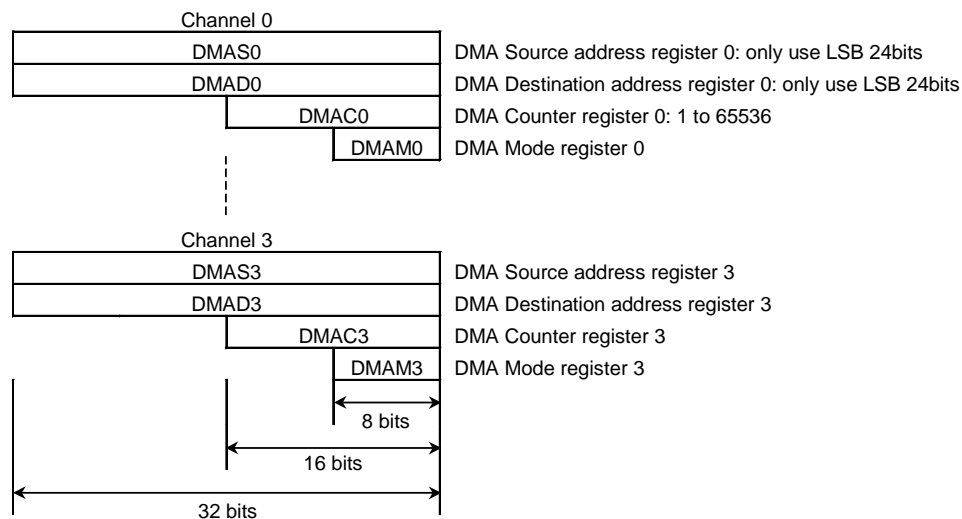 Channel 0
DMAS0 DMA Source address register 0: only use LSB 24bits
DMAD0 DMA Destination address register 0: only use LSB 24bits
DMAC0 DMA Counter register 0: 1 to 65536
DMAM0 DMA Mode register 0
Channel 3
DMAS3 DMA Source address register 3
DMAD3 DMA Destination address register 3
DMAC3 DMA Counter register 3
DMAM3 DMA Mode register 3
8 bits
16 bits
32 bits